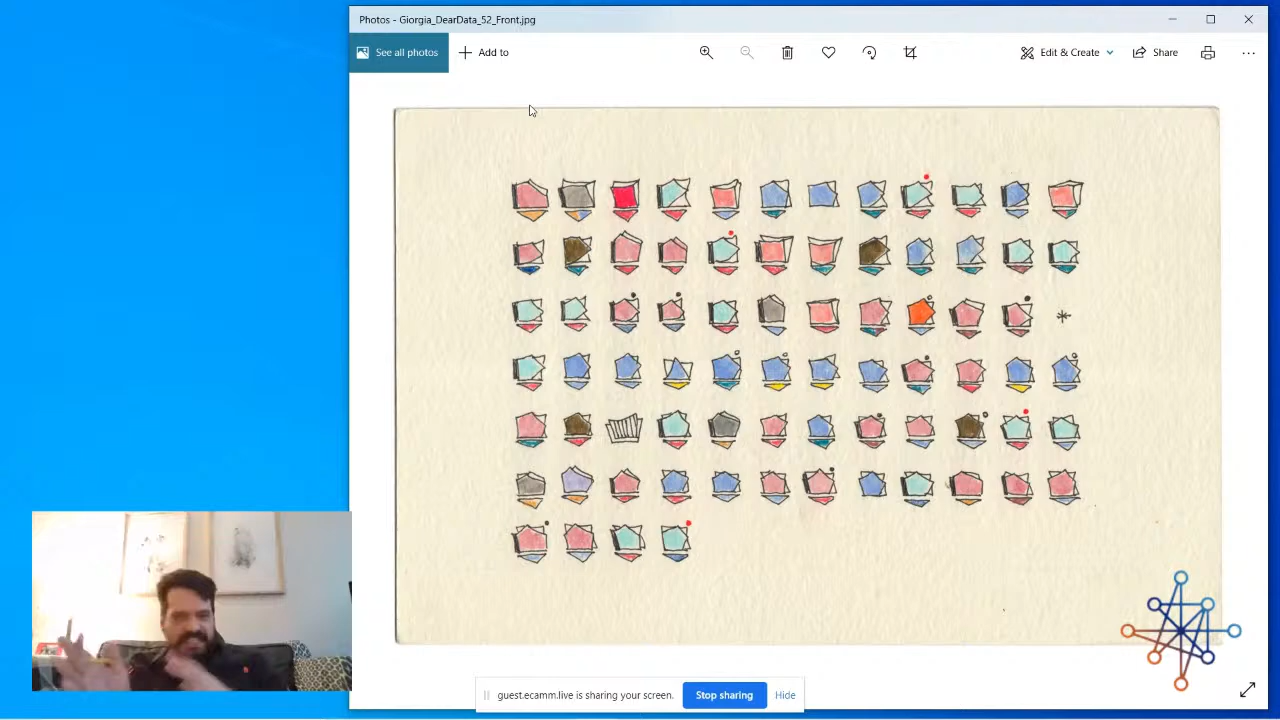 Photos - Giorgia_DearData_52_Front.jpg
See all photos
Add to
Edit & Create
Share
guest.ecamm.live is sharing your screen.
Stop sharing
Hide